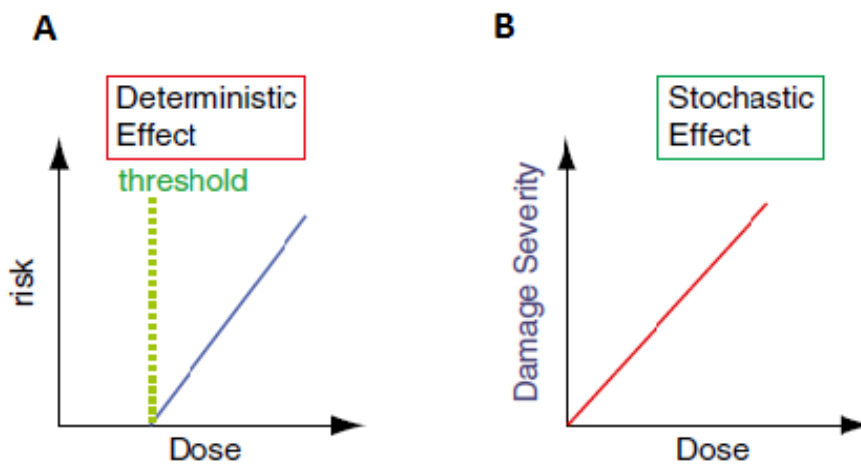 A
Deterministic
Effect
threshold
risk
Dose
B
Stochastic
Effect
Damage Severity
Dose